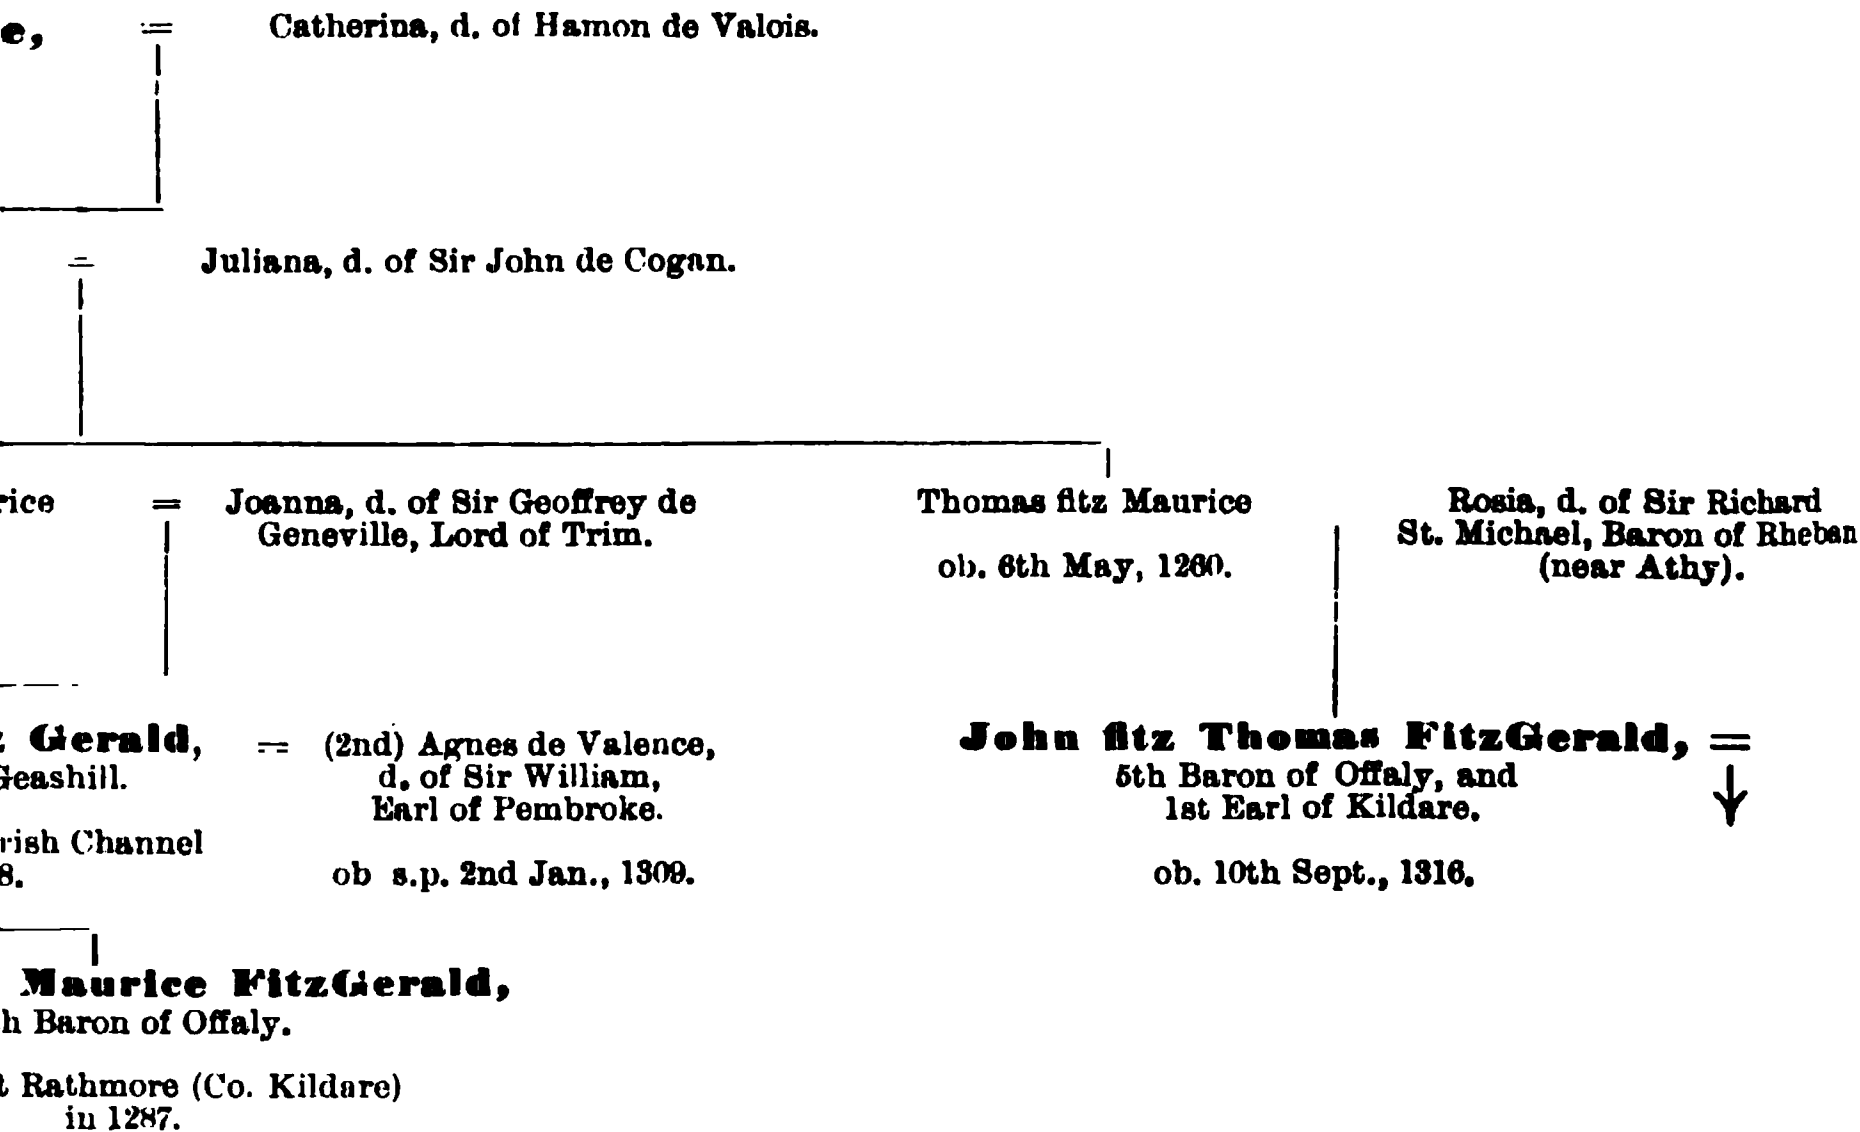 e, = Catherina, d. of Hamon de Valois.
= Juliana, d. of Sir John de Cogan.
rice = Joanna, d. of Sir Geoffrey de
Geneville, Lord of Trim.
Thomas fitz Maurice
ob. 6th May, 1260.
Rosia, d. of Sir Richard
St. Michael, Baron of Rheban
(near Athy).
z Gerald, =
Geashill.
rish Channel
8.
(2nd) Agnes de Valence,
d. of Sir William,
Earl of Pembroke.
ob s.p. 2nd Jan., 1309.
John fitz Thomas FitzGerald, =
5th Baron of Offaly, and
1st Earl of Kildare.
ob. 10th Sept., 1316.
Maurice FitzGerald,
h Baron of Offaly.
t Rathmore (Co. Kildare)
in 1287.